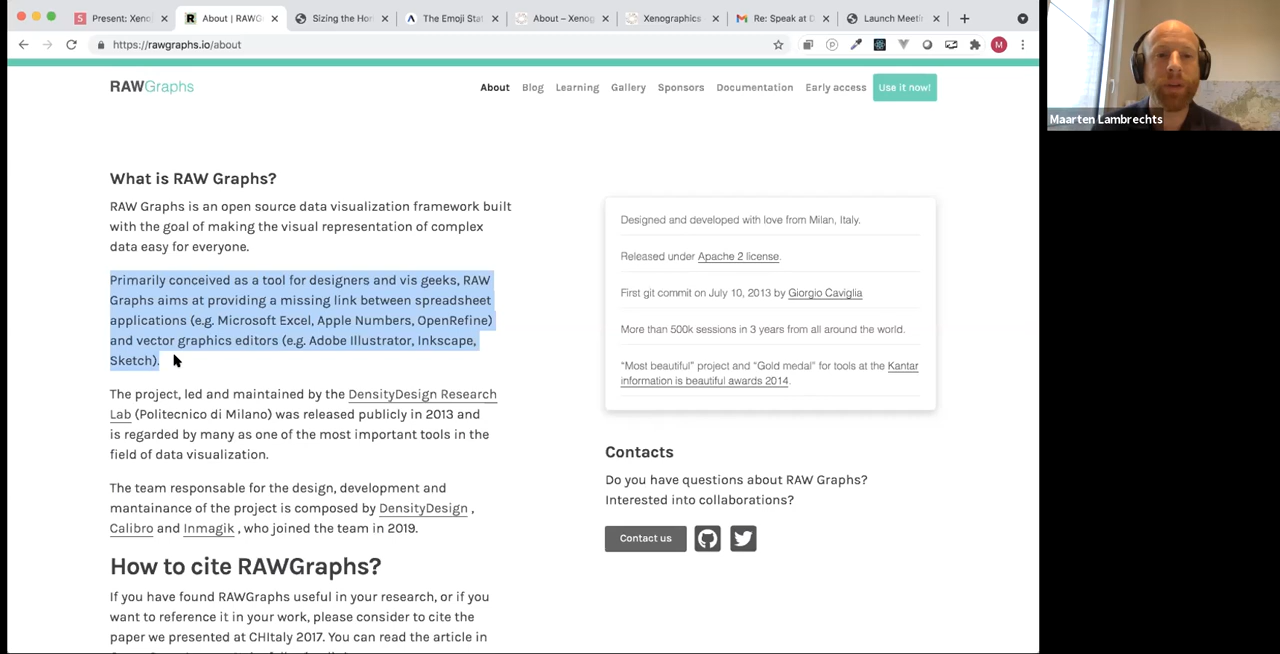 Present: Xeno
About | RAWG
Sizing the Hor
The Emoji Stat
About – Xenog
Xenographics
Re: Speak at D
Launch Meeti
https://rawgraphs.io/about
M
RAWGraphs
About
Blog
Learning
Gallery
Sponsors
Documentation
Early access
Use it now!
Maarten Lambrechts
What is RAW Graphs?
RAW Graphs is an open source data visualization framework built
with the goal of making the visual representation of complex
data easy for everyone.
Primarily conceived as a tool for designers and vis geeks, RAW
Graphs aims at providing a missing link between spreadsheet
applications (e.g. Microsoft Excel, Apple Numbers, OpenRefine)
and vector graphics editors (e.g. Adobe Illustrator, Inkscape,
Sketch).
The project, led and maintained by the DensityDesign Research
Lab (Politecnico di Milano) was released publicly in 2013 and
is regarded by many as one of the most important tools in the
field of data visualization.
The team responsable for the design, development and
mantainance of the project is composed by DensityDesign ,
Calibro and Inmagik , who joined the team in 2019.
How to cite RAWGraphs?
If you have found RAWGraphs useful in your research, or if you
want to reference it in your work, please consider to cite the
paper we presented at CHItaly 2017. You can read the article in
Designed and developed with love from Milan, Italy.
Released under Apache 2 license.
First git commit on July 10, 2013 by Giorgio Caviglia
More than 500k sessions in 3 years from all around the world.
“Most beautiful” project and “Gold medal” for tools at the Kantar
information is beautiful awards 2014.
Contacts
Do you have questions about RAW Graphs?
Interested into collaborations?
Contact us